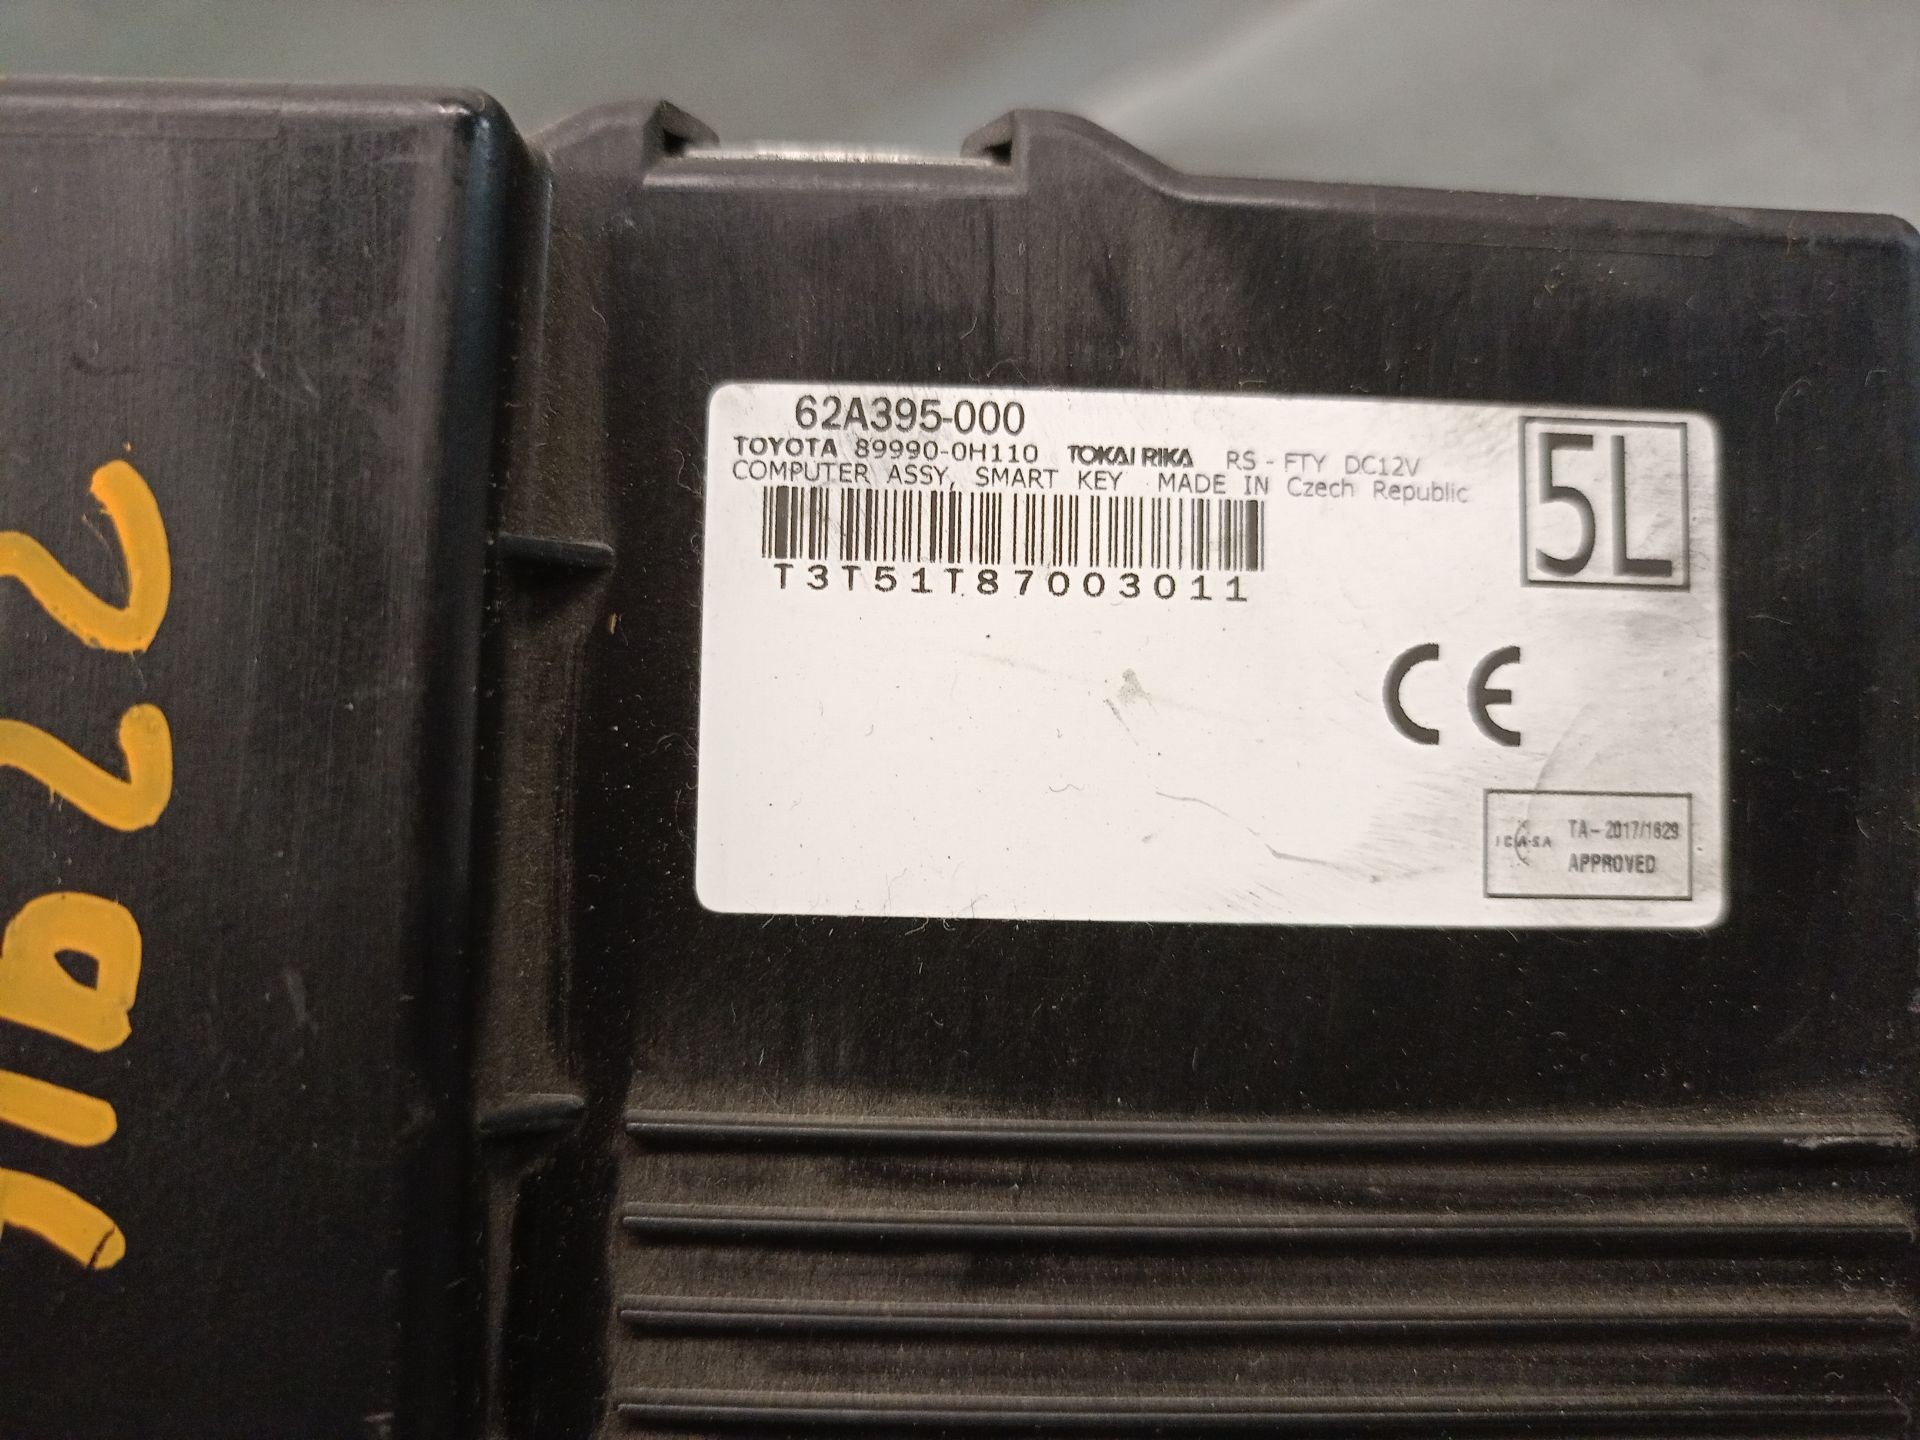 62A395-000
TOYOTA 89990-0H110 TOKAI RIKA RS-FTY DC12V
COMPUTER ASSY, SMART KEY MADE IN Czech Republic
T3T51T87003011
5L
CE
ICASA TA-2017/1629
APPROVED